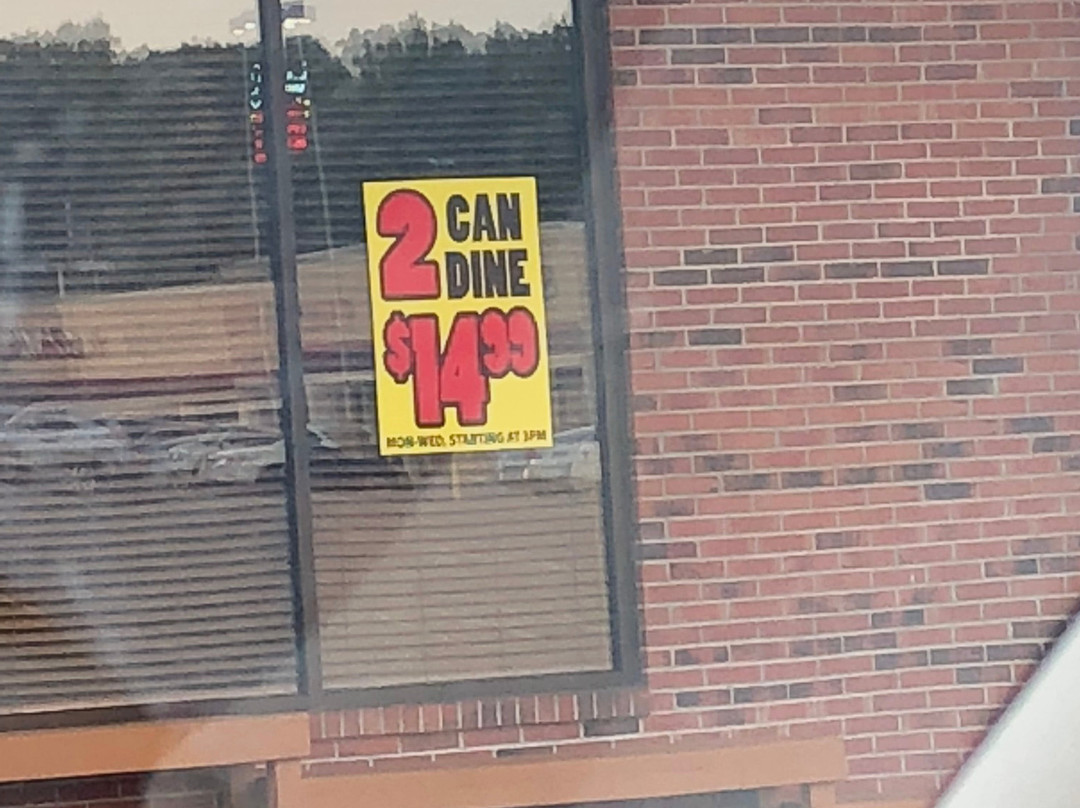 2 CAN
DINE
$14.99
MON-WED, STARTING AT 3PM